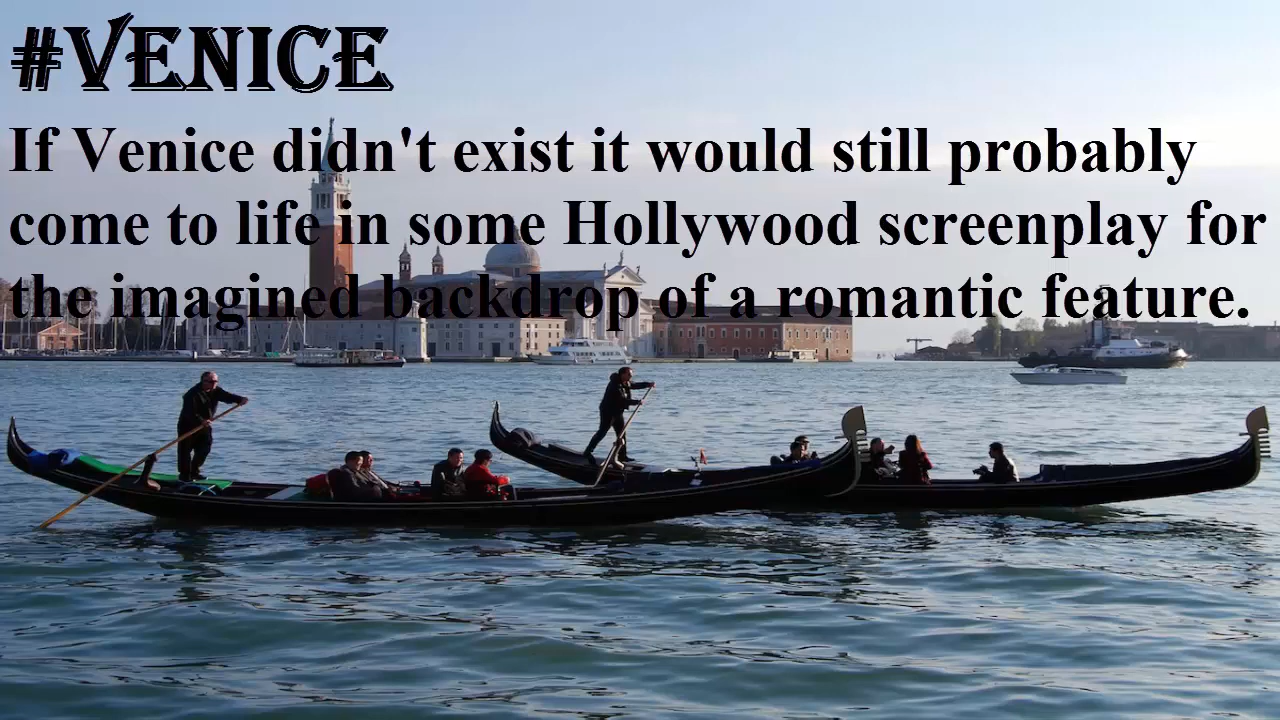 #VENICE
If Venice didn't exist it would still probably
come to life in some Hollywood screenplay for
the imagined backdrop of a romantic feature.